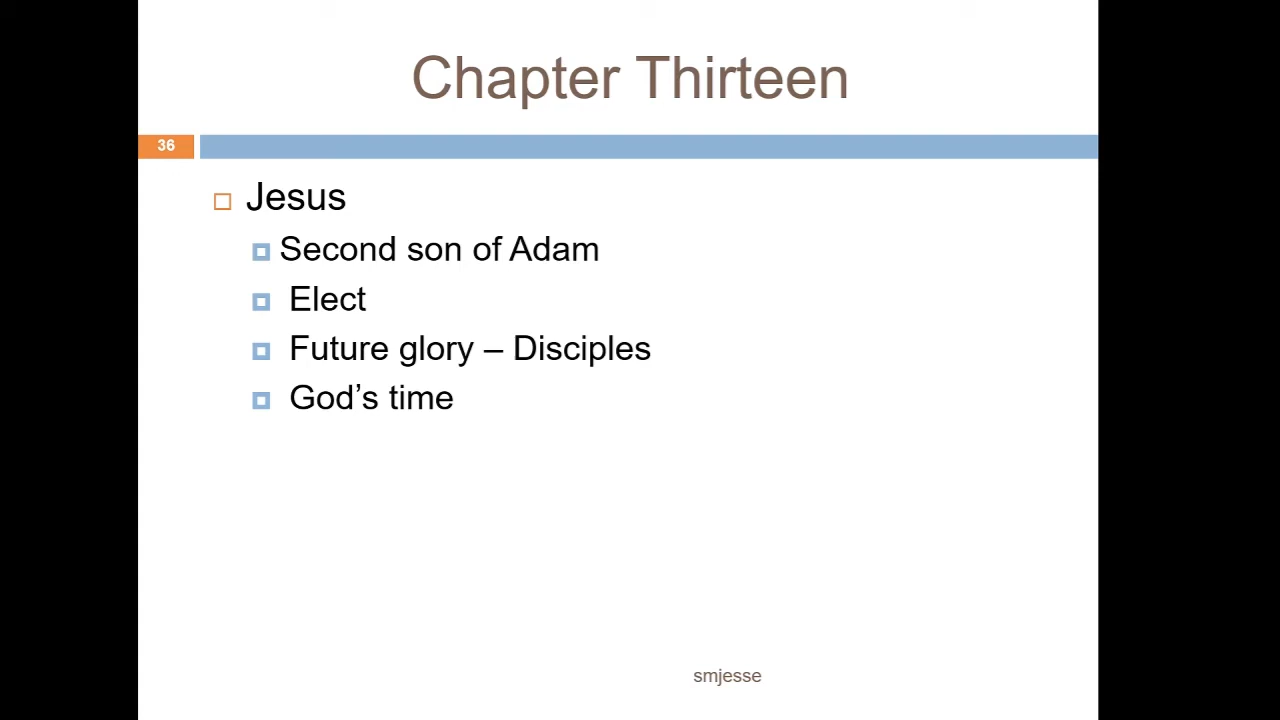 Chapter Thirteen
36
Jesus
Second son of Adam
Elect
Future glory – Disciples
God’s time
smjesse